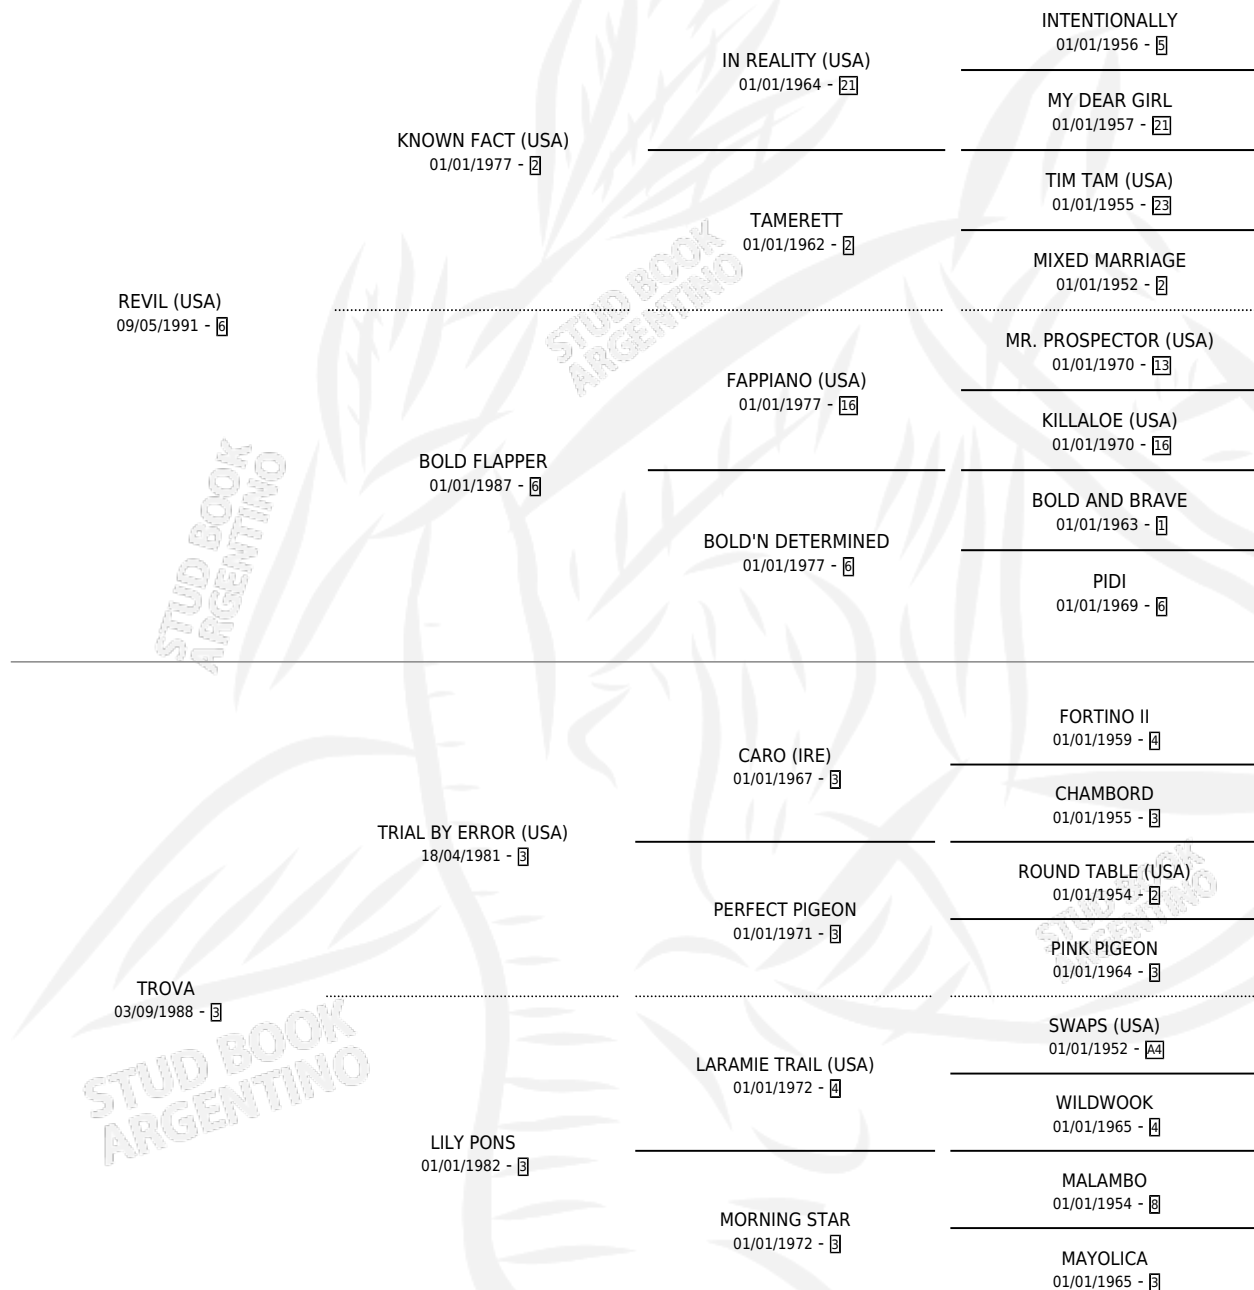 INTENTIONALLY
01/01/1956 - 5
IN REALITY (USA)
01/01/1964 - 21
MY DEAR GIRL
01/01/1957 - 21
KNOWN FACT (USA)
01/01/1977 - 2
TIM TAM (USA)
01/01/1955 - 23
TAMERETT
01/01/1962 - 2
MIXED MARRIAGE
01/01/1952 - 2
REVIL (USA)
09/05/1991 - 6
MR. PROSPECTOR (USA)
01/01/1970 - 13
FAPPIANO (USA)
01/01/1977 - 16
KILLALOE (USA)
01/01/1970 - 16
BOLD FLAPPER
01/01/1987 - 6
BOLD AND BRAVE
01/01/1963 - 1
BOLD'N DETERMINED
01/01/1977 - 6
PIDI
01/01/1969 - 6
FORTINO II
01/01/1959 - 4
CARO (IRE)
01/01/1967 - 3
CHAMBORD
01/01/1955 - 3
TRIAL BY ERROR (USA)
18/04/1981 - 3
ROUND TABLE (USA)
01/01/1954 - 2
PERFECT PIGEON
01/01/1971 - 3
PINK PIGEON
01/01/1964 - 3
TROVA
03/09/1988 - 3
SWAPS (USA)
01/01/1952 - A4
LARAMIE TRAIL (USA)
01/01/1972 - 4
WILDWOOK
01/01/1965 - 4
LILY PONS
01/01/1982 - 3
MALAMBO
01/01/1954 - 8
MORNING STAR
01/01/1972 - 3
MAYOLICA
01/01/1965 - 3
STUD BOOK
ARGENTINO
STUD BOOK
ARGENTINO
STUD BOOK
ARGENTINO
STUD BOOK
ARGENTINO